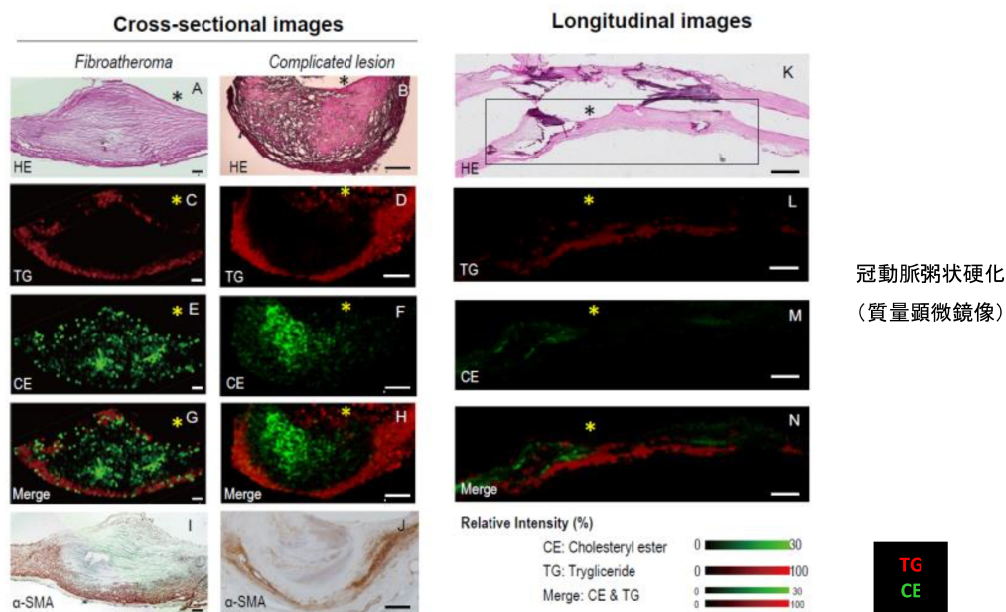 Cross-sectional images
Fibroatheroma
Complicated lesion
A
*
HE
B
*
HE
C
*
TG
D
*
TG
E
*
CE
F
*
CE
G
*
Merge
H
*
Merge
I
α-SMA
J
α-SMA
Longitudinal images
K
*
HE
L
*
TG
M
*
CE
N
*
Merge
Relative Intensity (%)
CE: Cholesteryl ester 0 30
TG: Trygliceride 0 100
Merge: CE & TG 0 30
0 100
冠動脈粥状硬化
(質量顕微鏡像)
TG
CE